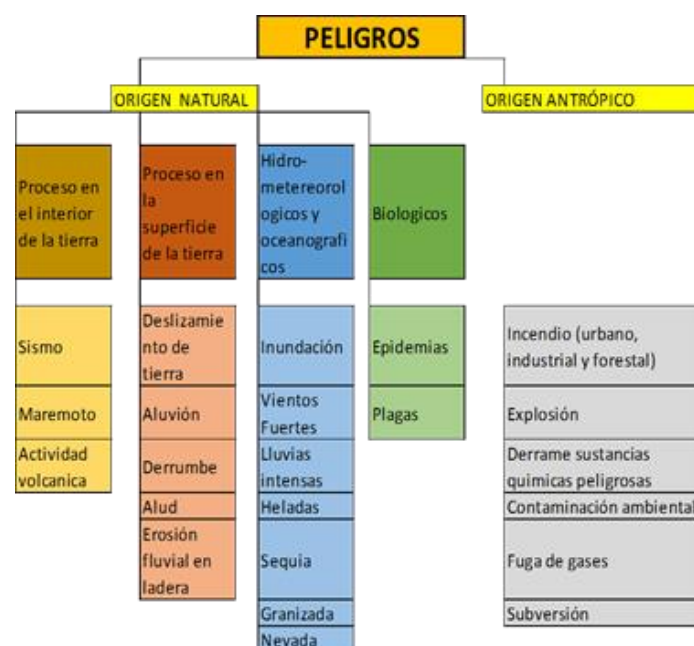 PELIGROS
ORIGEN NATURAL
ORIGEN ANTRÓPICO
Proceso en
el interior
de la tierra
Proceso en
la
superficie
de la tierra
Hidro-
metereorol
ogicos y
oceanografi
cos
Biologicos
Sismo
Maremoto
Actividad
volcanica
Deslizamie
nto de
tierra
Aluvión
Derrumbe
Alud
Erosión
fluvial en
ladera
Inundación
Vientos
Fuertes
Lluvias
intensas
Heladas
Sequia
Granizada
Nevada
Epidemias
Plagas
Incendio (urbano,
industrial y forestal)
Explosión
Derrame sustancias
quimicas peligrosas
Contaminación ambiental
Fuga de gases
Subversión